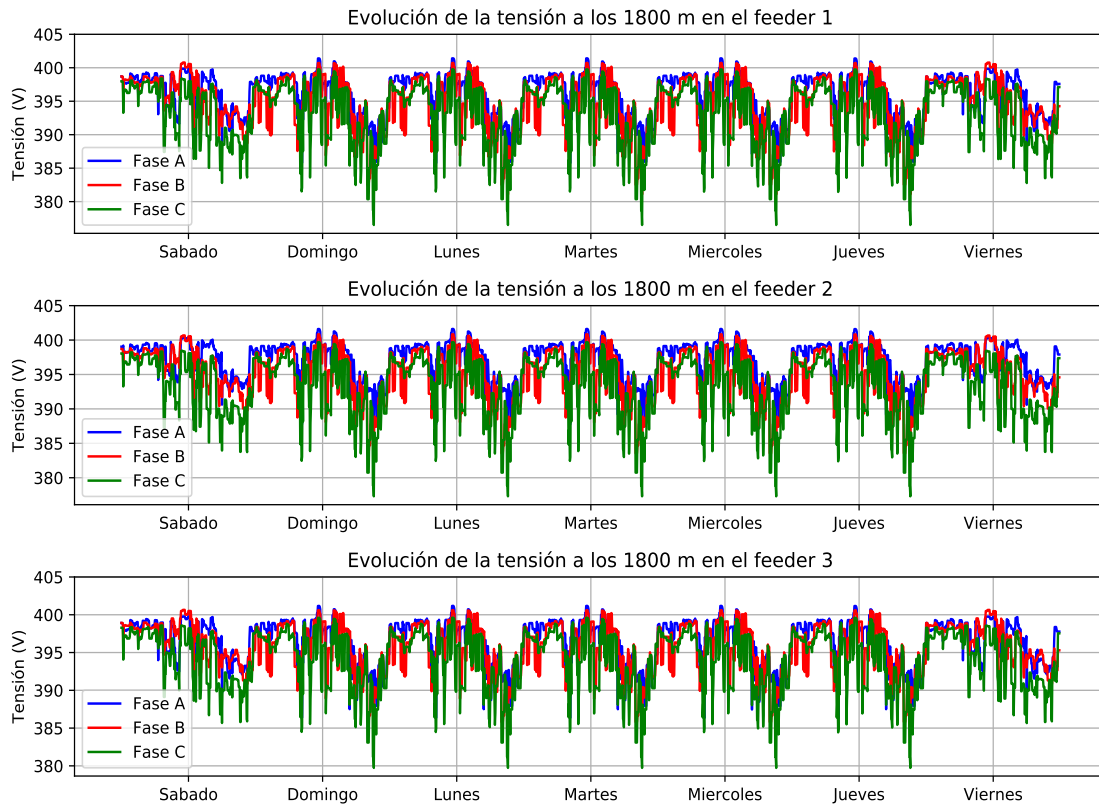 Evolución de la tensión a los 1800 m en el feeder 1
405
400
395
390
385
380
Tensión (V)
Fase A
Fase B
Fase C
Sabado Domingo Lunes Martes Miercoles Jueves Viernes
Evolución de la tensión a los 1800 m en el feeder 2
405
400
395
390
385
380
Tensión (V)
Fase A
Fase B
Fase C
Sabado Domingo Lunes Martes Miercoles Jueves Viernes
Evolución de la tensión a los 1800 m en el feeder 3
405
400
395
390
385
380
Tensión (V)
Fase A
Fase B
Fase C
Sabado Domingo Lunes Martes Miercoles Jueves Viernes